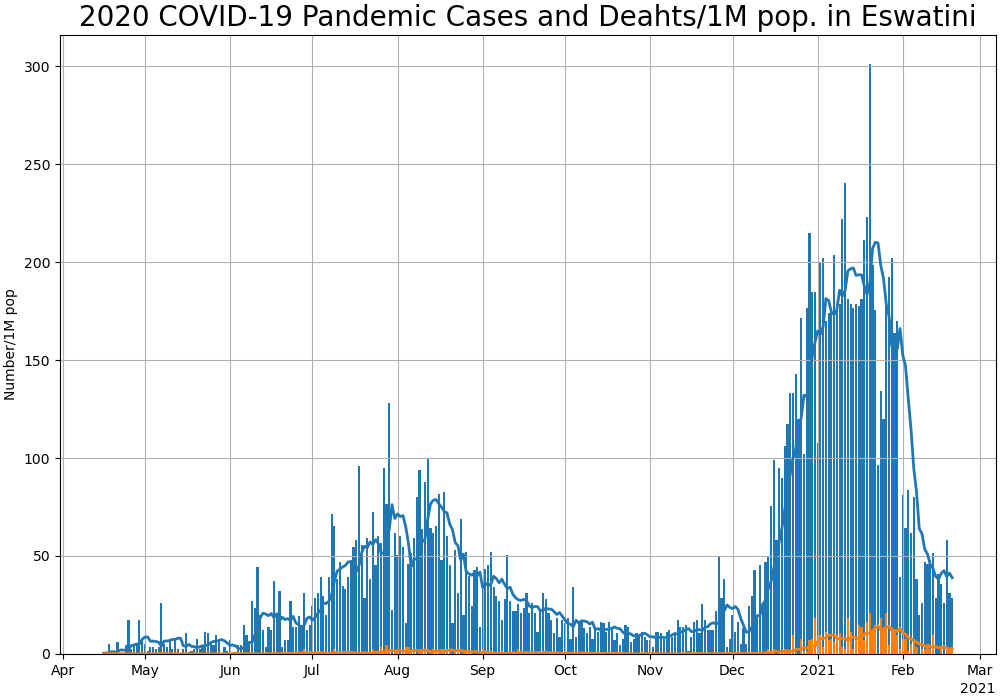 2020 COVID-19 Pandemic Cases and Deahts/1M pop. in Eswatini
Number/1M pop
300
250
200
150
100
50
0
Apr May Jun Jul Aug Sep Oct Nov Dec 2021 Feb Mar
2021